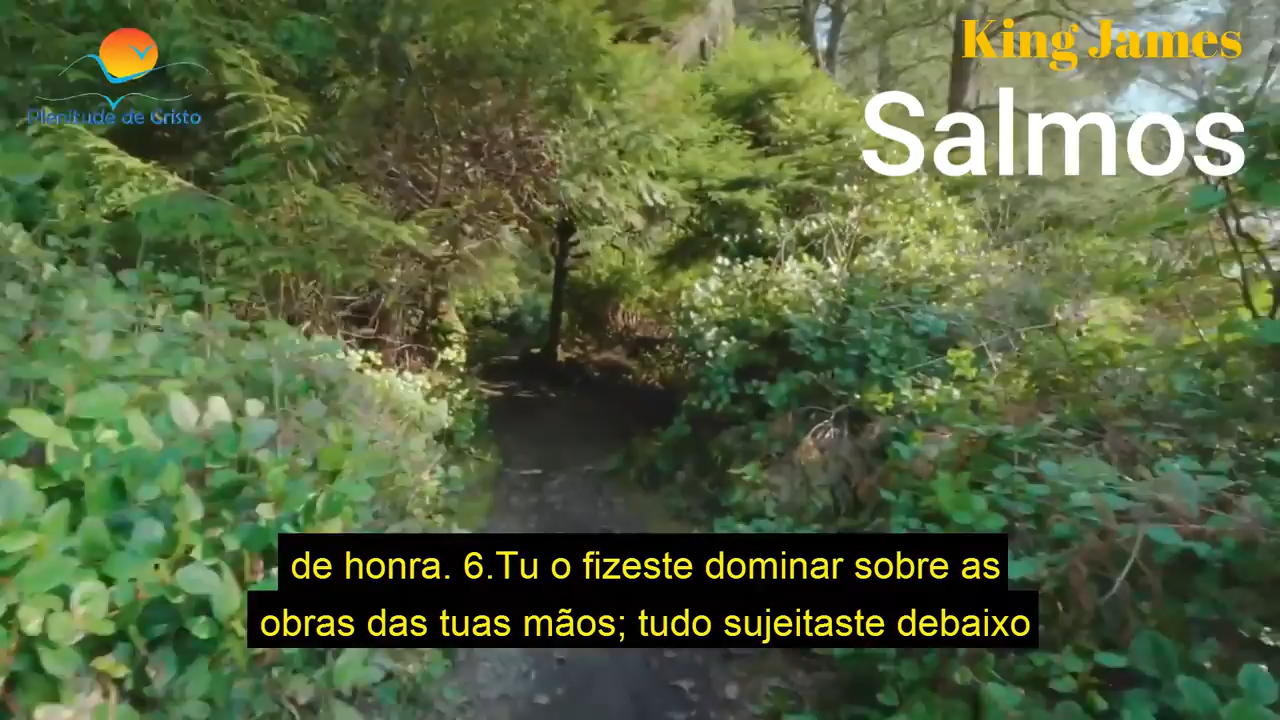 Plenitude de Cristo
King James
Salmos
de honra. 6.Tu o fizeste dominar sobre as
obras das tuas mãos; tudo sujeitaste debaixo